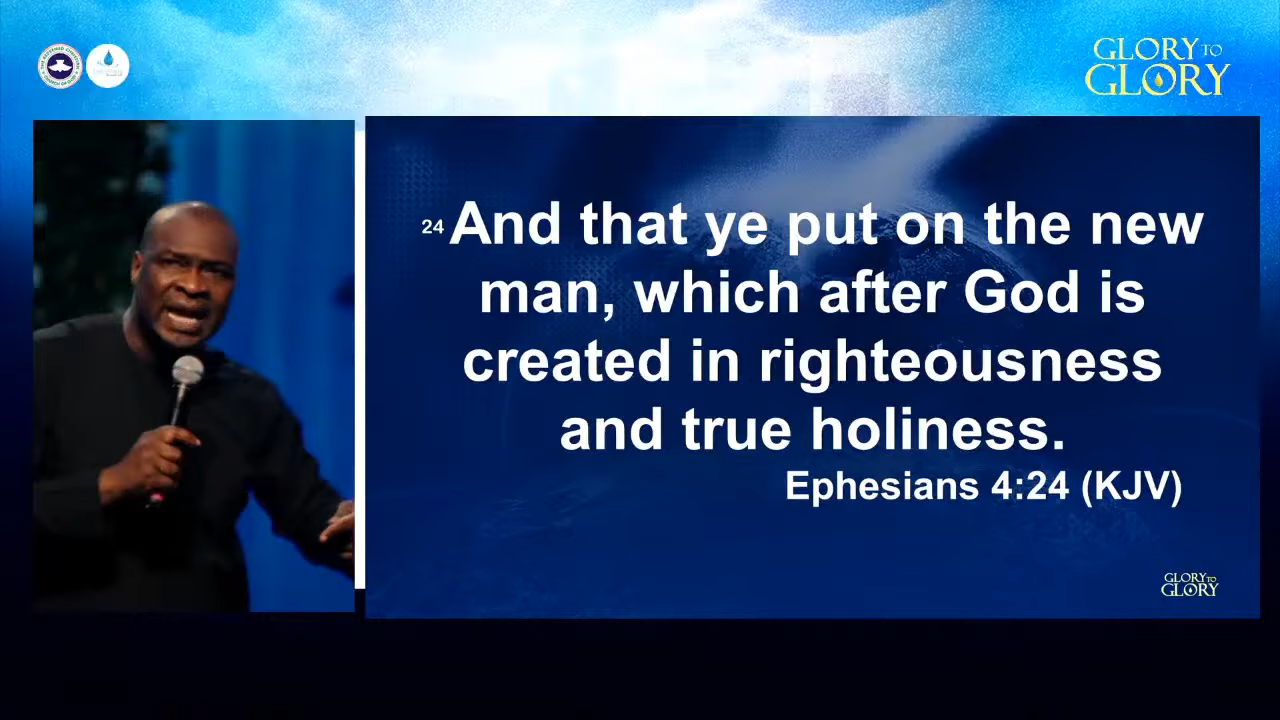 GLORY TO
GLORY
24 And that ye put on the new
man, which after God is
created in righteousness
and true holiness.
Ephesians 4:24 (KJV)
GLORY TO
GLORY